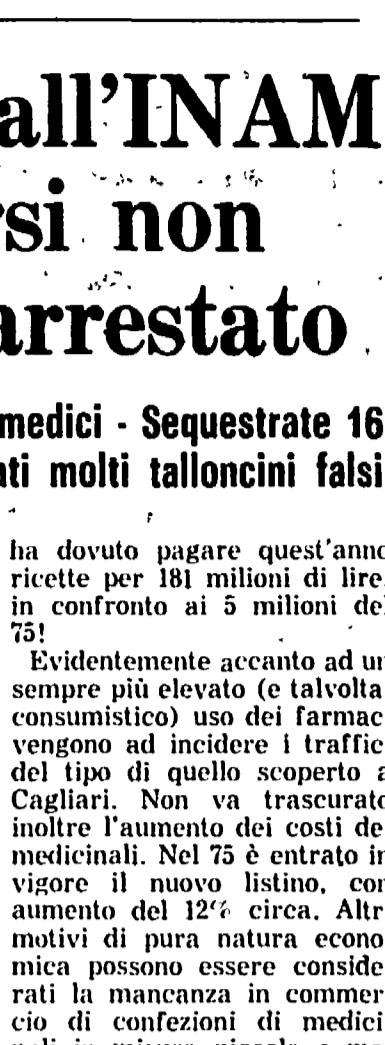 all'INAM
rsi non
arrestato
medici - Sequestrate 16
ati molti talloncini falsi
ha dovuto pagare quest'anno
ricette per 181 milioni di lire
in confronto ai 5 milioni del
75!
Evidentemente accanto ad un
sempre più elevato (e talvolta
consumistico) uso dei farmac
vengono ad incidere i traffic
del tipo di quello scoperto a
Cagliari. Non va trascurato
inoltre l'aumento dei costi de
medicinali. Nel 75 è entrato in
vigore il nuovo listino, con
aumento del 12% circa. Altr
motivi di pura natura econo
mica possono essere conside
rati la mancanza in commer
cio di confezioni di medici